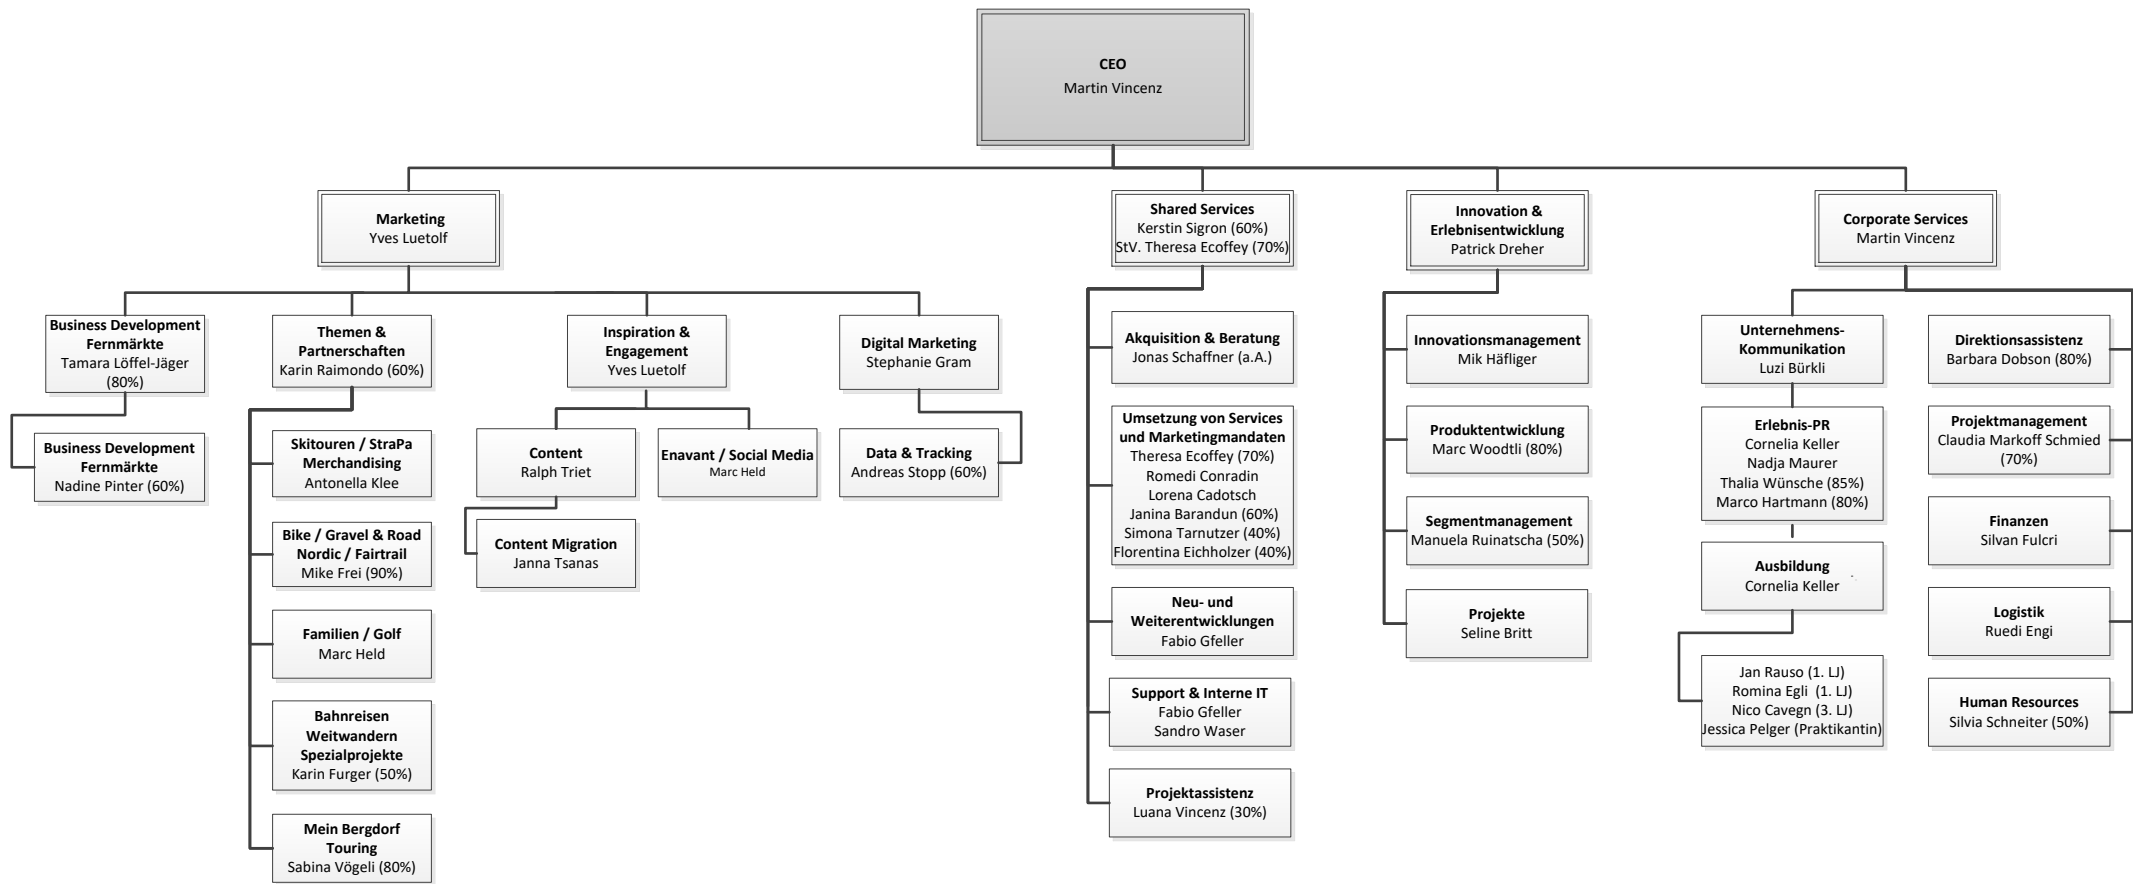 CEO
Martin Vincenz
Marketing
Yves Luetolf
Shared Services
Kerstin Sigron (60%)
StV. Theresa Ecoffey (70%)
Innovation &
Erlebnisentwicklung
Patrick Dreher
Corporate Services
Martin Vincenz
Business Development
Fernmärkte
Tamara Löffel-Jäger
(80%)
Business Development
Fernmärkte
Nadine Pinter (60%)
Themen &
Partnerschaften
Karin Raimondo (60%)
Skitouren / StraPa
Merchandising
Antonella Klee
Bike / Gravel & Road
Nordic / Fairtrail
Mike Frei (90%)
Familien / Golf
Marc Held
Bahnreisen
Weitwandern
Spezialprojekte
Karin Furger (50%)
Mein Bergdorf
Touring
Sabina Vögeli (80%)
Inspiration &
Engagement
Yves Luetolf
Content
Ralph Triet
Content Migration
Janna Tsanas
Enavant / Social Media
Marc Held
Digital Marketing
Stephanie Gram
Data & Tracking
Andreas Stopp (60%)
Akquisition & Beratung
Jonas Schaffner (a.A.)
Umsetzung von Services
und Marketingmandaten
Theresa Ecoffey (70%)
Romedi Conradin
Lorena Cadotsch
Janina Barandun (60%)
Simona Tarnutzer (40%)
Florentina Eichholzer (40%)
Neu- und
Weiterentwicklungen
Fabio Gfeller
Support & Interne IT
Fabio Gfeller
Sandro Waser
Projektassistenz
Luana Vincenz (30%)
Innovationsmanagement
Mik Häfliger
Produktentwicklung
Marc Woodtli (80%)
Segmentmanagement
Manuela Ruinatscha (50%)
Projekte
Seline Britt
Unternehmens-
Kommunikation
Luzi Bürkli
Erlebnis-PR
Cornelia Keller
Nadja Maurer
Thalia Wünsche (85%)
Marco Hartmann (80%)
Ausbildung
Cornelia Keller
Jan Rauso (1. LJ)
Romina Egli (1. LJ)
Nico Cavegn (3. LJ)
Jessica Pelger (Praktikantin)
Direktionsassistenz
Barbara Dobson (80%)
Projektmanagement
Claudia Markoff Schmied
(70%)
Finanzen
Silvan Fulcri
Logistik
Ruedi Engi
Human Resources
Silvia Schneiter (50%)